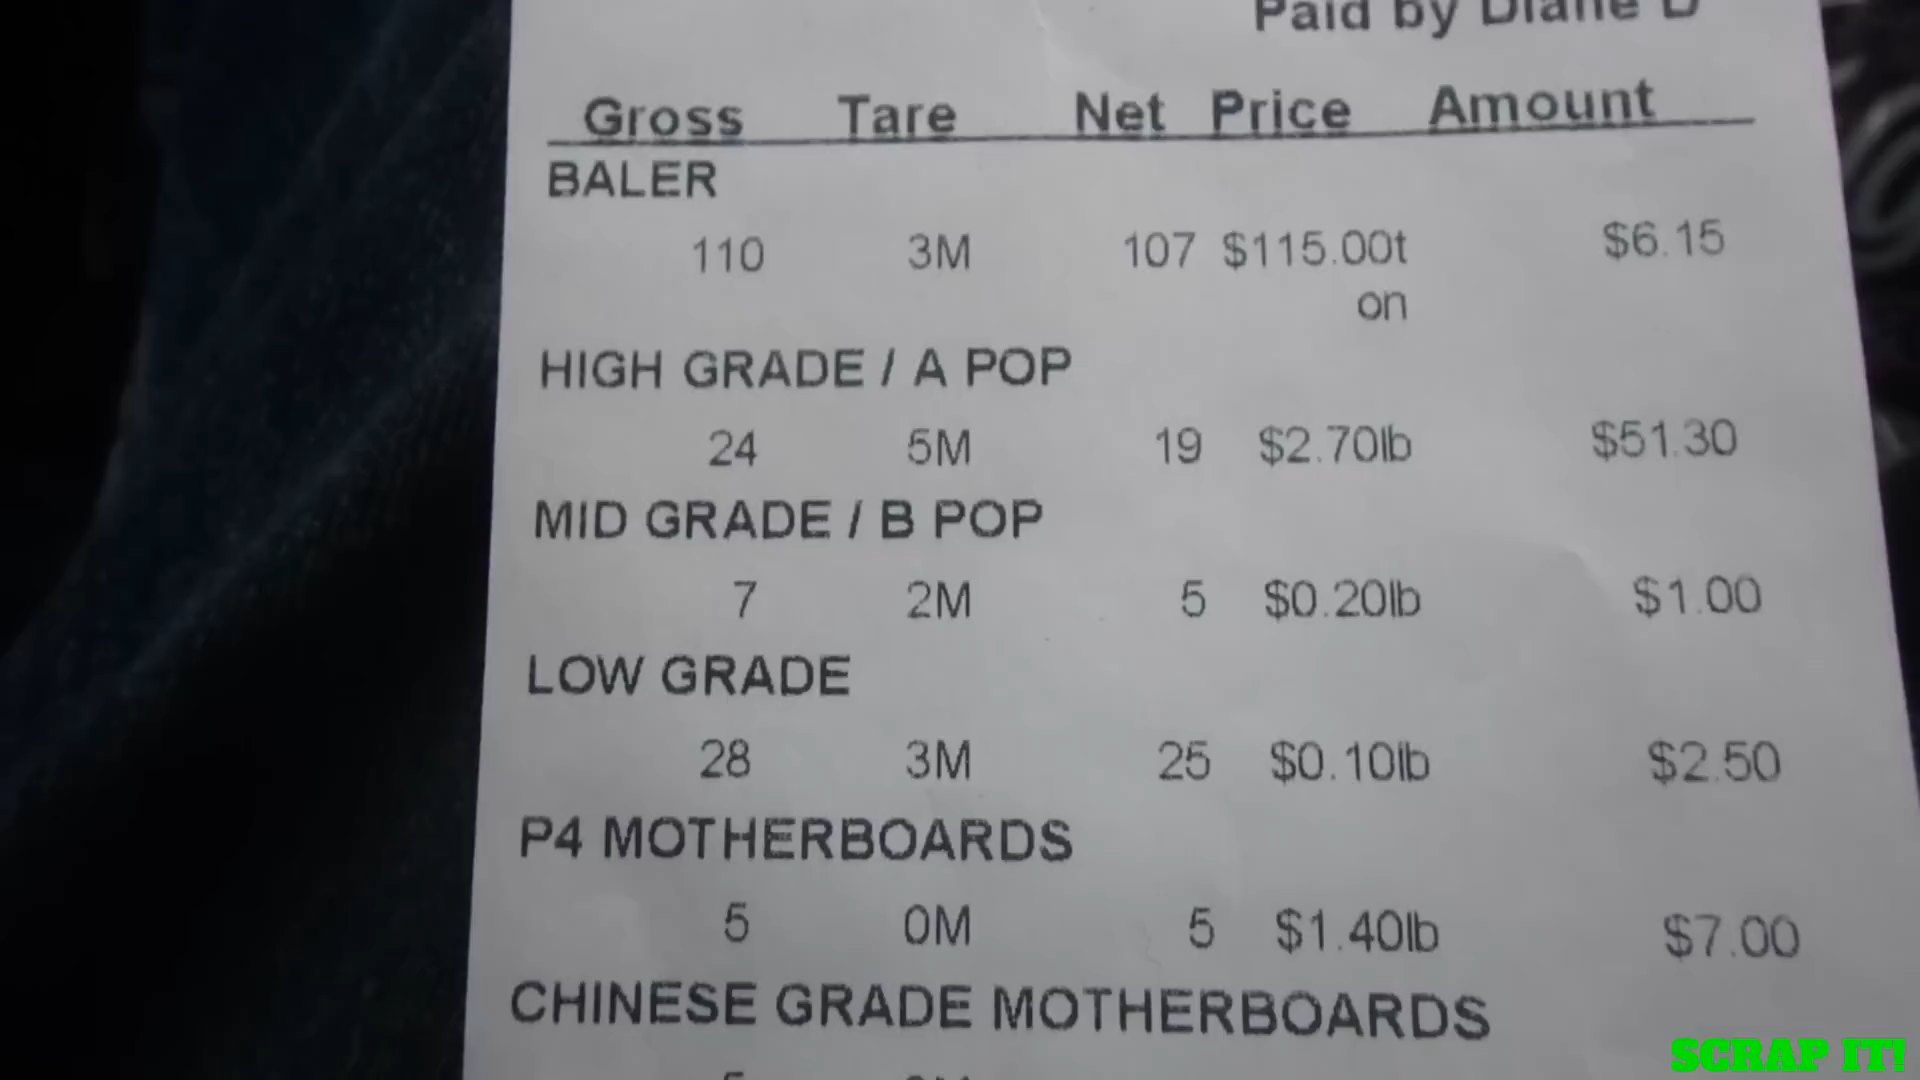 Paid by Diane D
Gross Tare Net Price Amount
BALER
110 3M 107 $115.00t $6.15
on
HIGH GRADE / A POP
24 5M 19 $2.70lb $51.30
MID GRADE / B POP
7 2M 5 $0.20lb $1.00
LOW GRADE
28 3M 25 $0.10lb $2.50
P4 MOTHERBOARDS
5 0M 5 $1.40lb $7.00
CHINESE GRADE MOTHERBOARDS
SCRAP IT!